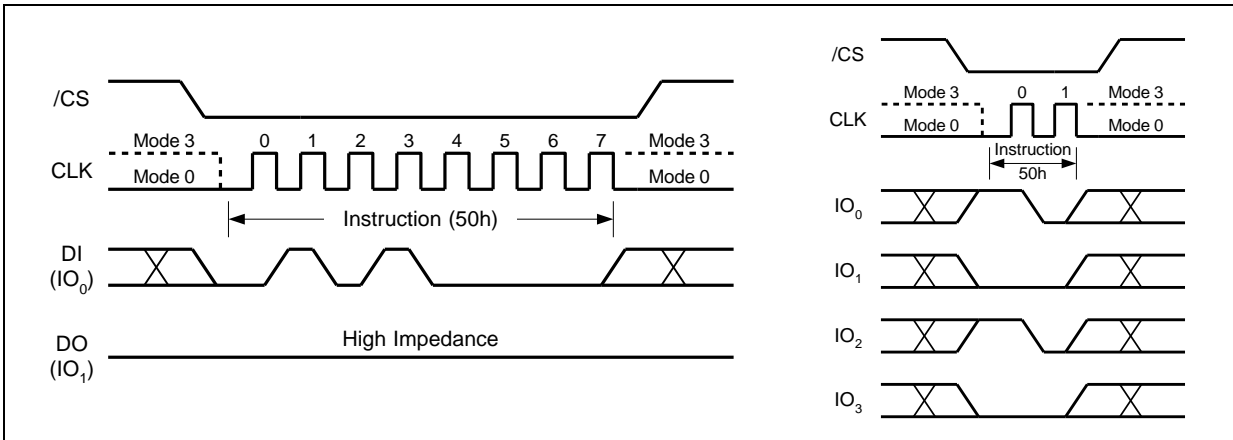 /CS
Mode 3 0 1 2 3 4 5 6 7 Mode 3
CLK
Mode 0 Mode 0
Instruction (50h)
DI
(IO0)
High Impedance
DO
(IO1)
/CS
Mode 3 0 1 Mode 3
CLK
Mode 0 Mode 0
Instruction
50h
IO0
IO1
IO2
IO3